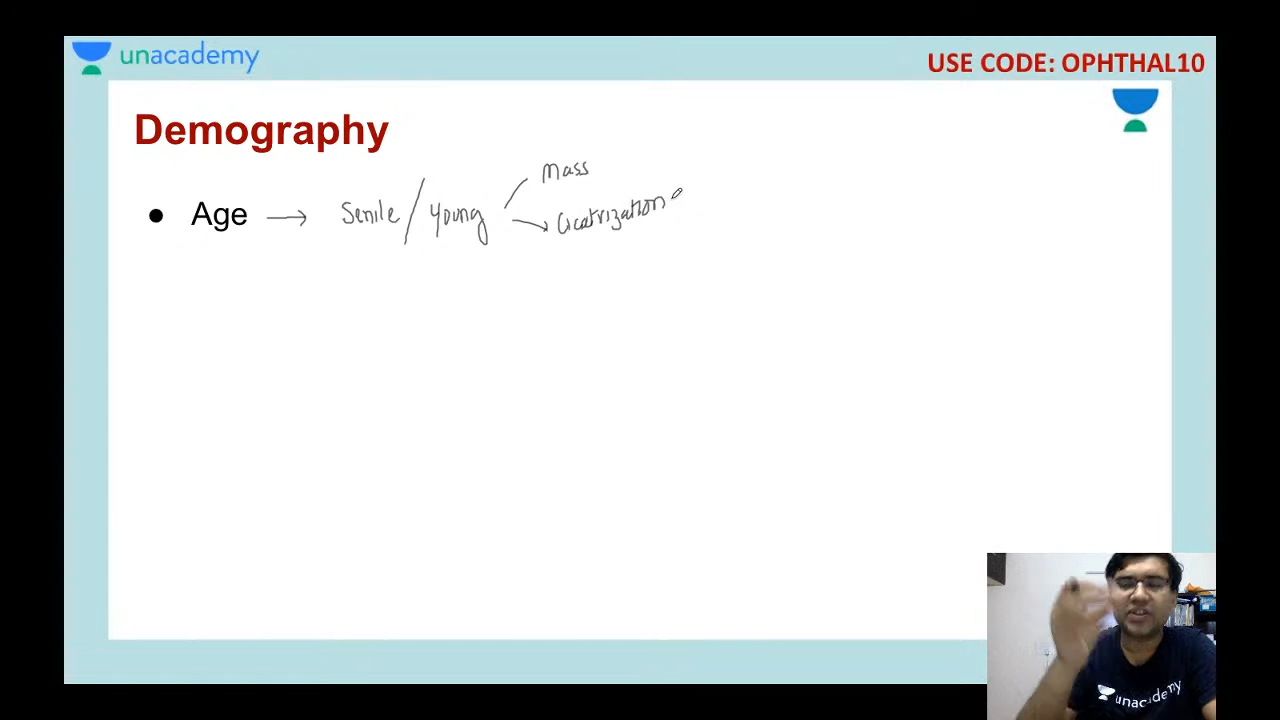 unacademy
USE CODE: OPHTHAL10
Demography
Mass
● Age → Senile / Young
Cicatrization
unacademy